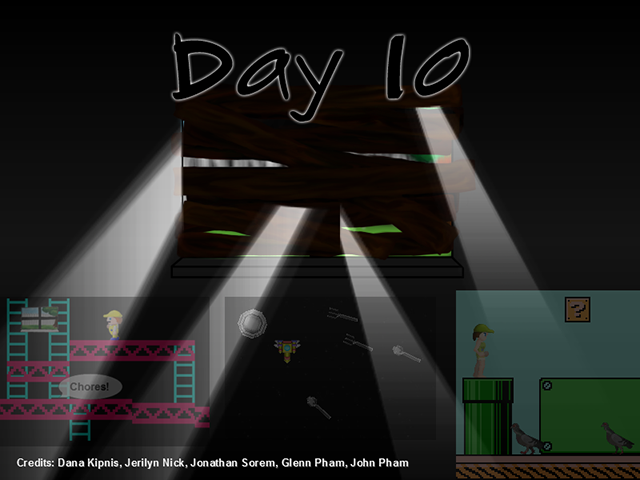 Day 10
?
Chores!
Credits: Dana Kipnis, Jerilyn Nick, Jonathan Sorem, Glenn Pham, John Pham